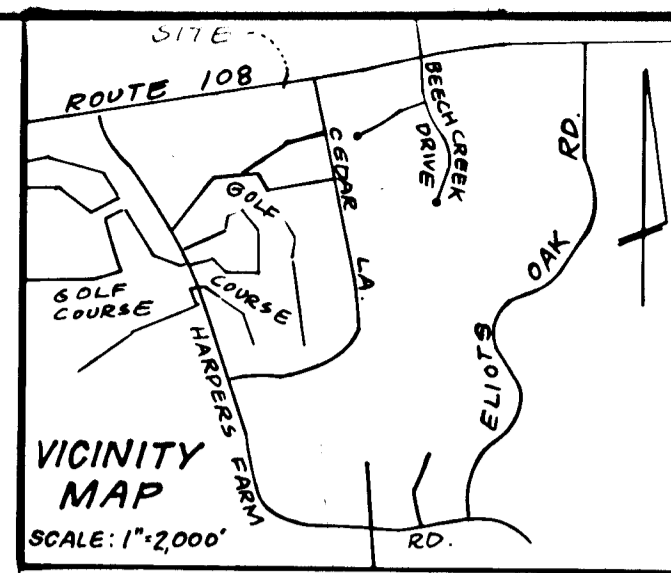 SITE
ROUTE 108
BEECH CREEK
DRIVE
CEDAR LA.
GOLF
COURSE
GOLF
COURSE
ELIOTS OAK RD.
HARPERS FARM RD.
VICINITY
MAP
SCALE: 1"=2,000'